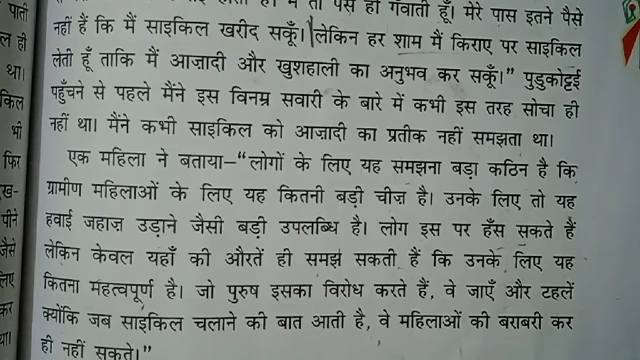 मैं तो पैसे ही गँवाती हूँ। मेरे पास इतने पैसे
नहीं हैं कि मैं साइकिल खरीद सकूँ। लेकिन हर शाम मैं किराए पर साइकिल
लेती हूँ ताकि मैं आज़ादी और खुशहाली का अनुभव कर सकूँ।” पुडुकोट्टई
पहुँचने से पहले मैंने इस विनम्र सवारी के बारे में कभी इस तरह सोचा ही
नहीं था। मैंने कभी साइकिल को आज़ादी का प्रतीक नहीं समझता था।
एक महिला ने बताया—“लोगों के लिए यह समझना बड़ा कठिन है कि
ग्रामीण महिलाओं के लिए यह कितनी बड़ी चीज़ है। उनके लिए तो यह
हवाई जहाज़ उड़ाने जैसी बड़ी उपलब्धि है। लोग इस पर हँस सकते हैं
लेकिन केवल यहाँ की औरतें ही समझ सकती हैं कि उनके लिए यह
कितना महत्वपूर्ण है। जो पुरुष इसका विरोध करते हैं, वे जाएँ और टहलें
क्योंकि जब साइकिल चलाने की बात आती है, वे महिलाओं की बराबरी कर
ही नहीं सकते।”
पाती
ल ही
था।
किल
भी
फिर
पीने
जैसे
लिए
कर
था।